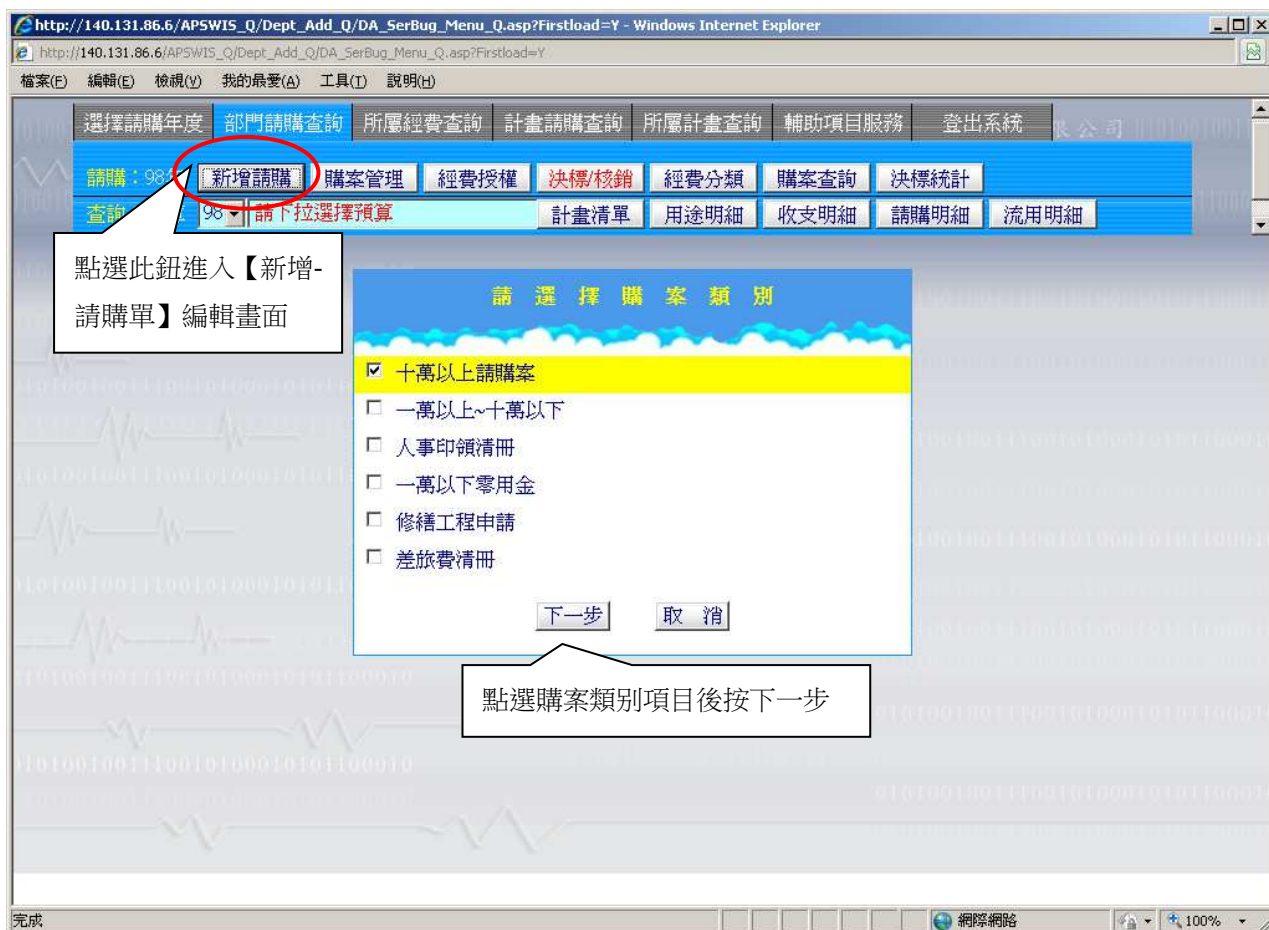 http://140.131.86.6/APSWIS_Q/Dept_Add_Q/DA_SerBug_Menu_Q.asp?Firstload=Y - Windows Internet Explorer
http://140.131.86.6/APSWIS_Q/Dept_Add_Q/DA_SerBug_Menu_Q.asp?Firstload=Y
檔案(F) 編輯(E) 檢視(V) 我的最愛(A) 工具(T) 說明(H)
選擇請購年度 部門請購查詢 所屬經費查詢 計畫請購查詢 所屬計畫查詢 輔助項目服務 登出系統 限公司
請購:98 新增請購 購案管理 經費授權 決標/核銷 經費分類 購案查詢 決標統計
查詢 98 請下拉選擇預算 計畫清單 用途明細 收支明細 請購明細 流用明細
點選此鈕進入【新增-
請購單】編輯畫面
請選擇購案類別
十萬以上請購案
一萬以上~十萬以下
人事印領清冊
一萬以下零用金
修繕工程申請
差旅費清冊
下一步 取 消
點選購案類別項目後按下一步
完成 網際網路 100%